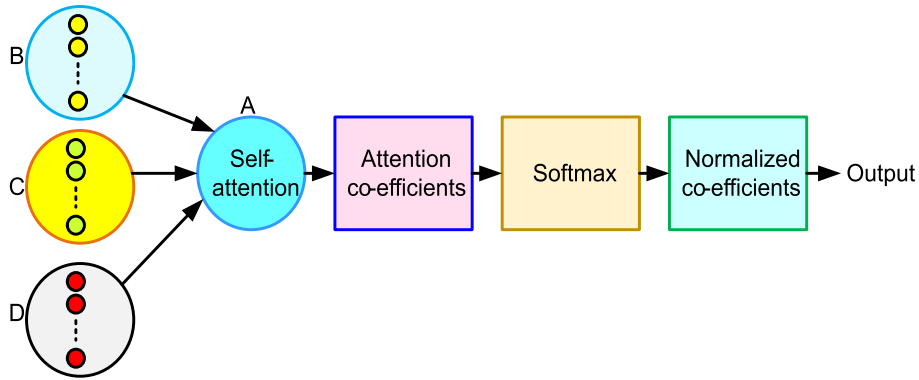 B
A
C
D
Self-
attention
Attention
co-efficients
Softmax
Normalized
co-efficients
Output